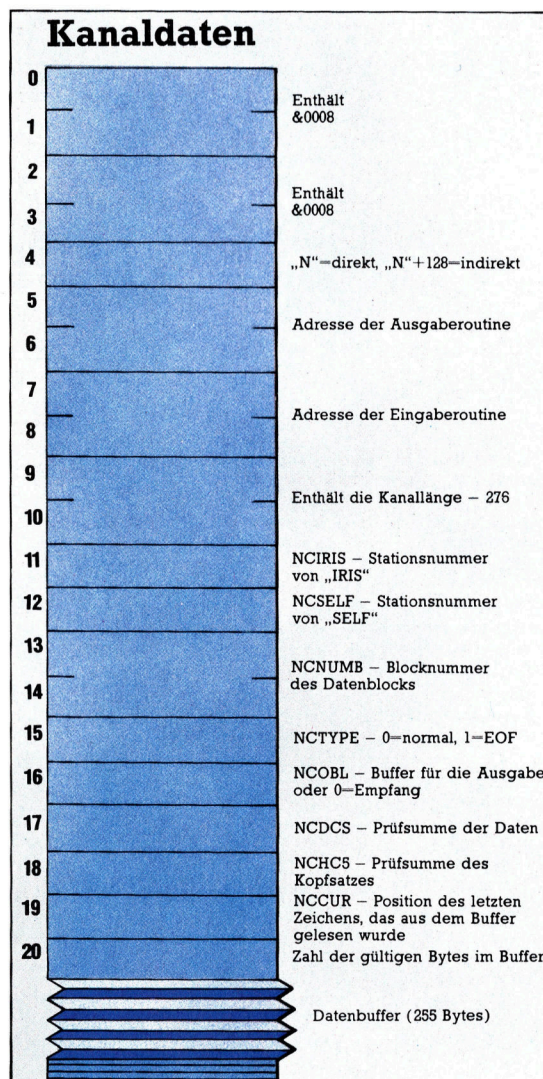 Kanaldaten
0
Enthält
&0008
1
2
Enthält
&0008
3
4
„N“=direkt, „N“+128=indirekt
5
Adresse der Ausgaberoutine
6
7
Adresse der Eingaberoutine
8
9
Enthält die Kanallänge – 276
10
11
NCIRIS – Stationsnummer
von „IRIS“
12
NCSELF – Stationsnummer
von „SELF“
13
NCNUMB – Blocknummer
des Datenblocks
14
15
NCTYPE – 0=normal, 1=EOF
16
NCOBL – Buffer für die Ausgabe
oder 0=Empfang
17
NCDCS – Prüfsumme der Daten
18
NCHC5 – Prüfsumme des
Kopfsatzes
19
NCCUR – Position des letzten
Zeichens, das aus dem Buffer
gelesen wurde
20
Zahl der gültigen Bytes im Buffer
Datenbuffer (255 Bytes)